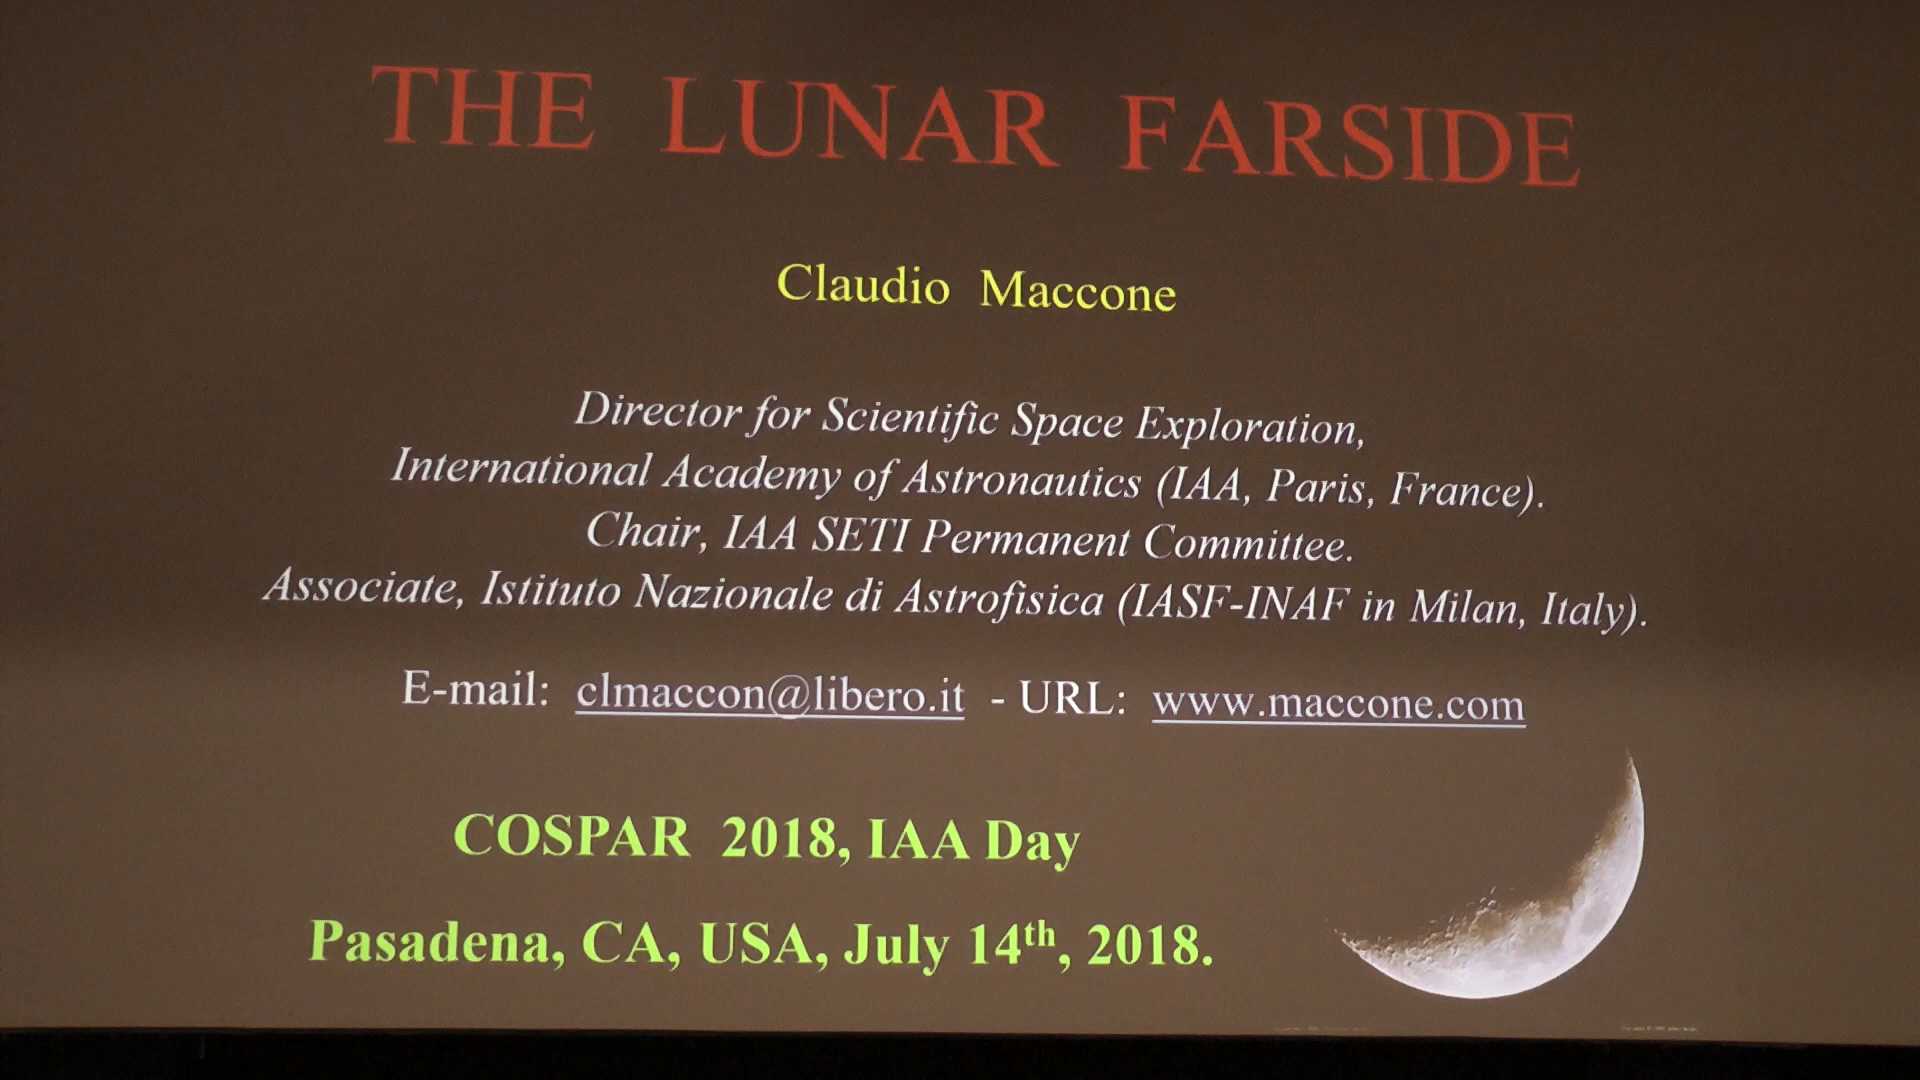 THE LUNAR FARSIDE
Claudio Maccone
Director for Scientific Space Exploration,
International Academy of Astronautics (IAA, Paris, France).
Chair, IAA SETI Permanent Committee.
Associate, Istituto Nazionale di Astrofisica (IASF-INAF in Milan, Italy).
E-mail: clmaccon@libero.it - URL: www.maccone.com
COSPAR 2018, IAA Day
Pasadena, CA, USA, July 14th, 2018.